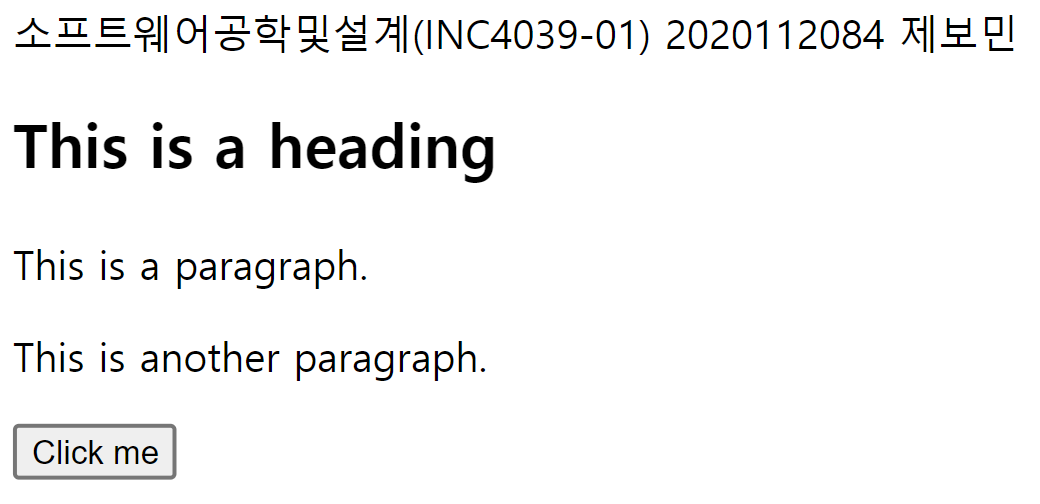 소프트웨어공학및설계(INC4039-01) 2020112084 제보민
This is a heading
This is a paragraph.
This is another paragraph.
Click me